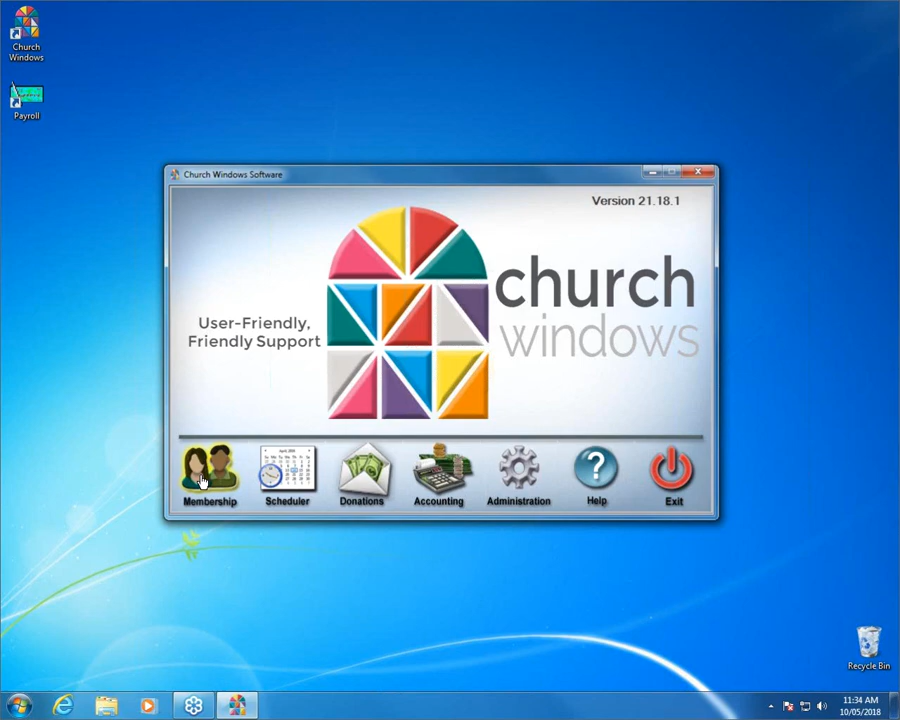 Church
Windows
Payroll
Church Windows Software
Version 21.18.1
church
windows
User-Friendly,
Friendly Support
Membership
Scheduler
Donations
Accounting
Administration
Help
Exit
Recycle Bin
11:34 AM
10/05/2018